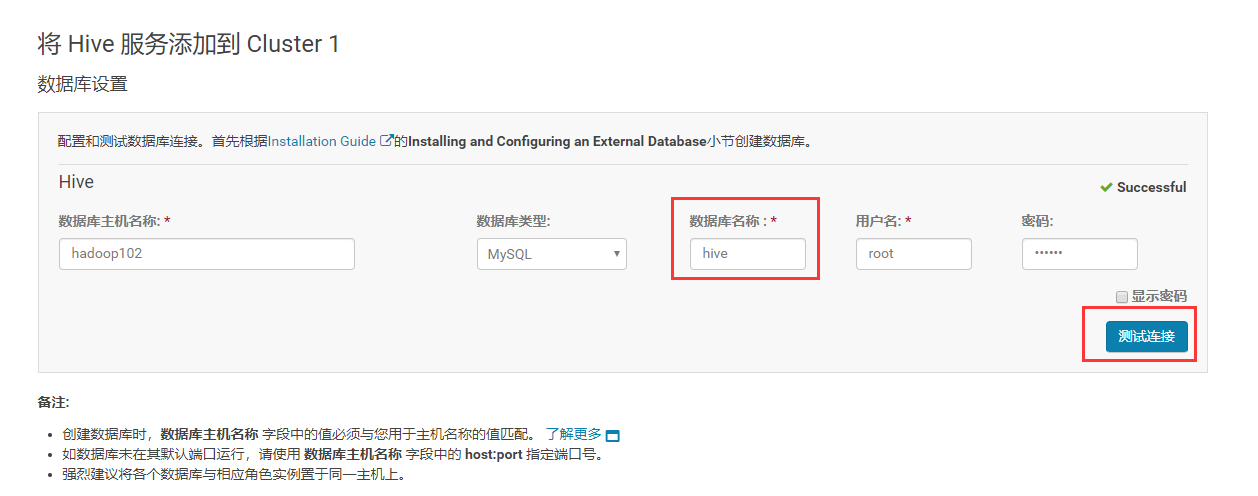 将 Hive 服务添加到 Cluster 1
数据库设置
配置和测试数据库连接。首先根据Installation Guide 的Installing and Configuring an External Database小节创建数据库。
Hive
Successful
数据库主机名称: * 数据库类型: 数据库名称 : * 用户名: * 密码:
hadoop102 MySQL hive root ••••••
显示密码
测试连接
备注:
• 创建数据库时，数据库主机名称 字段中的值必须与您用于主机名称的值匹配。 了解更多
• 如数据库未在其默认端口运行，请使用 数据库主机名称 字段中的 host:port 指定端口号。
• 强烈建议将各个数据库与相应角色实例置于同一主机上。